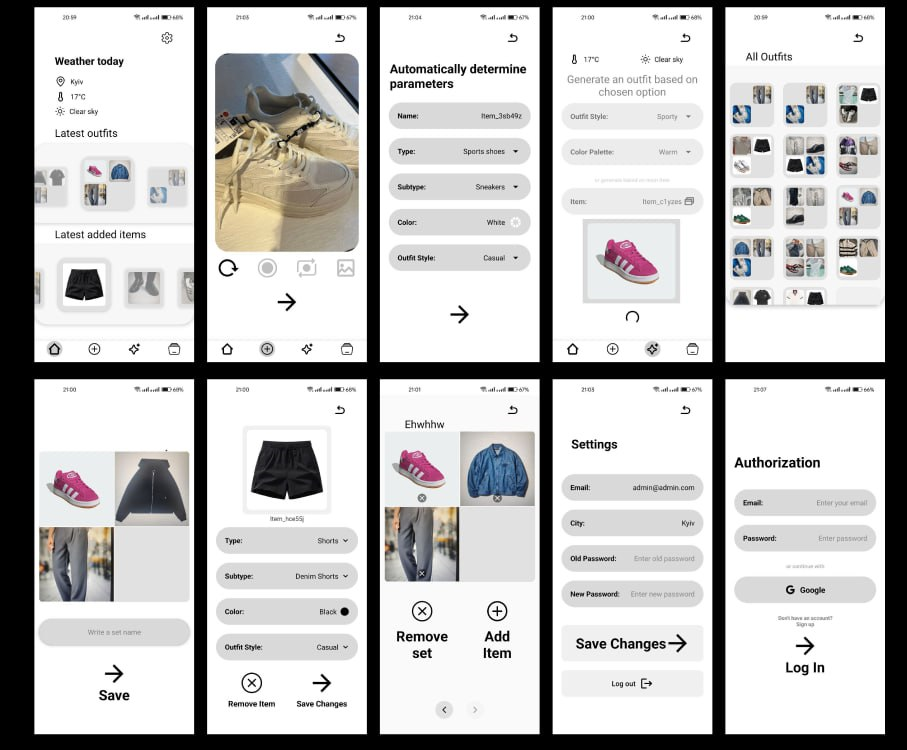 20:59
68%
Weather today
Kyiv
17°C
Clear sky
Latest outfits
Latest added items
21:03
67%
21:04
67%
Automatically determine
parameters
Name: Item_3sb49z
Type: Sports shoes
Subtype: Sneakers
Color: White
Outfit Style: Casual
21:00
68%
17°C Clear sky
Generate an outfit based on
chosen option
Outfit Style: Sporty
Color Palette: Warm
Item: Item_c1yzes
20:59
68%
All Outfits
21:00
68%
Write a set name
Save
21:00
68%
Item_hce55j
Type: Shorts
Subtype: Denim Shorts
Color: Black
Outfit Style: Casual
Remove Item Save Changes
21:01
67%
Ehwhhw
Remove
set
Add
Item
21:03
67%
Settings
Email: admin@admin.com
City: Kyiv
Old Password: Enter old password
New Password: Enter new password
Save Changes
Log out
21:07
66%
Authorization
Email: Enter your email
Password: Enter password
or continue with
G Google
Don't have an account?
Sign up
Log In